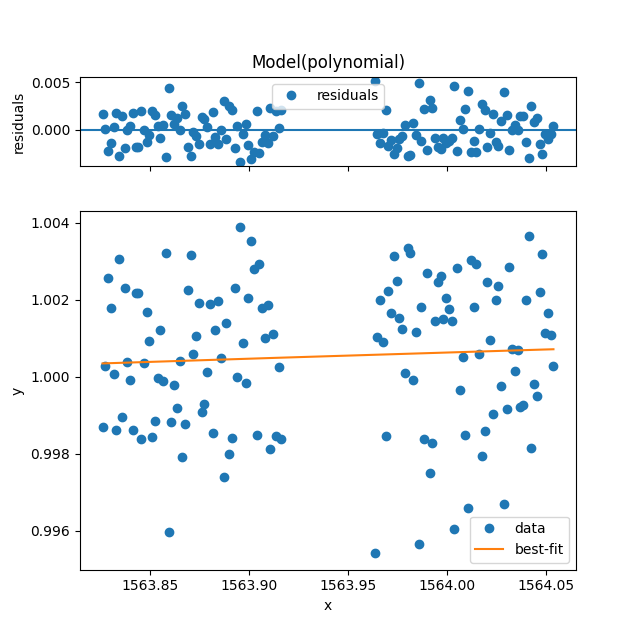 Model(polynomial)
0.005
0.000
residuals
residuals
1.004
1.002
1.000
0.998
0.996
y
data
best-fit
1563.85 1563.90 1563.95 1564.00 1564.05
x